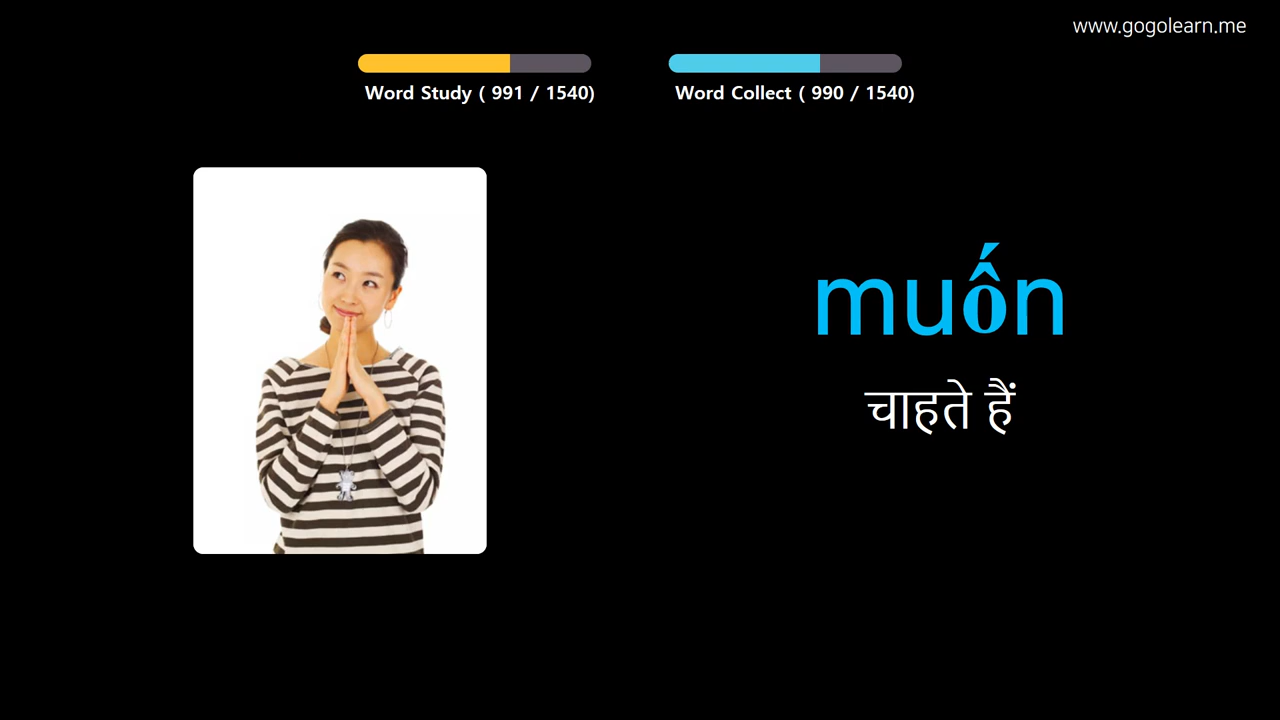 www.gogolearn.me
Word Study ( 991 / 1540)
Word Collect ( 990 / 1540)
muốn
चाहते हैं